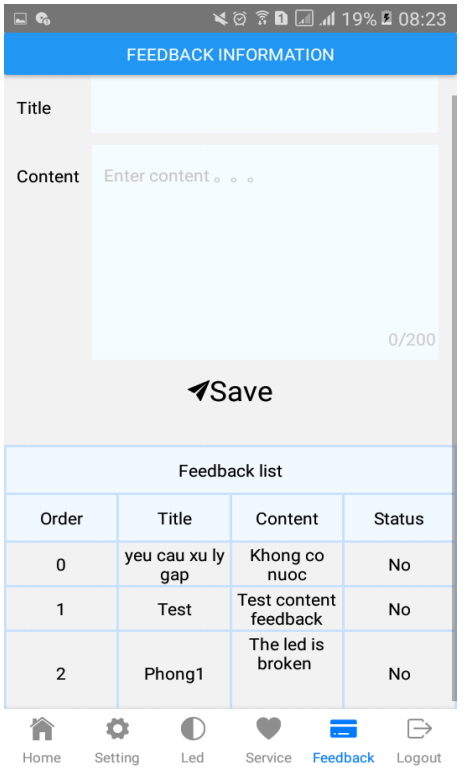 1 19% 08:23
FEEDBACK INFORMATION
Title
Content
Enter content。。。
0/200
Save
Feedback list
Order Title Content Status
0 yeu cau xu ly gap Khong co nuoc No
1 Test Test content feedback No
2 Phong1 The led is broken No
Home Setting Led Service Feedback Logout